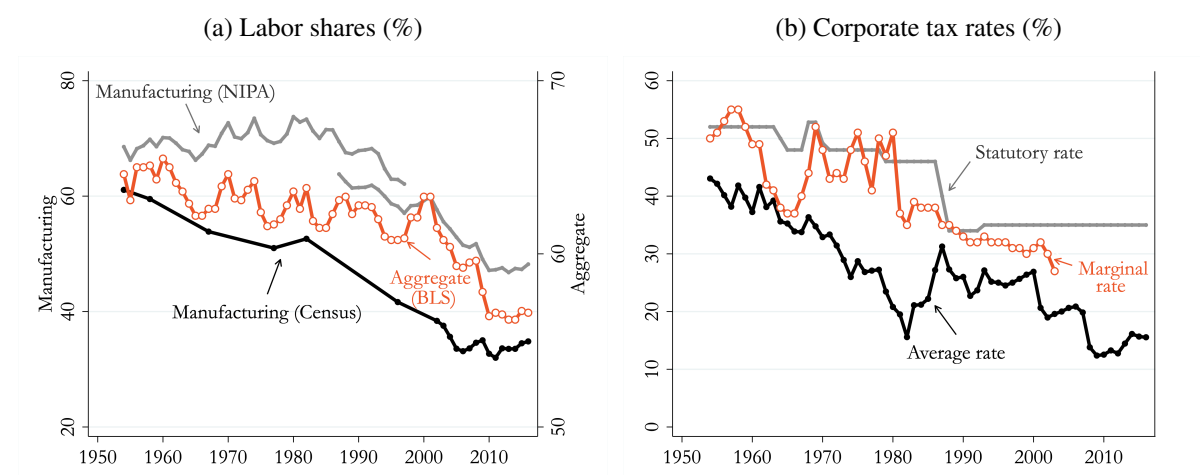 (a) Labor shares (%)
Manufacturing
80
60
40
20
Manufacturing (NIPA)
Aggregate
(BLS)
Manufacturing (Census)
70
60
50
Aggregate
1950 1960 1970 1980 1990 2000 2010
(b) Corporate tax rates (%)
60
50
40
30
20
10
0
Statutory rate
Marginal
rate
Average rate
1950 1960 1970 1980 1990 2000 2010